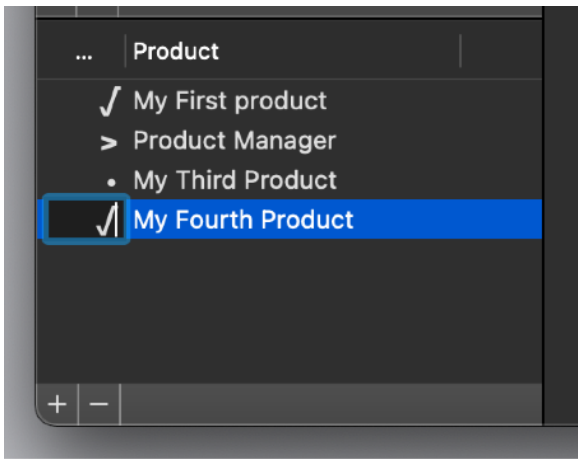 ... Product
√ My First product
> Product Manager
• My Third Product
√ My Fourth Product
+ −